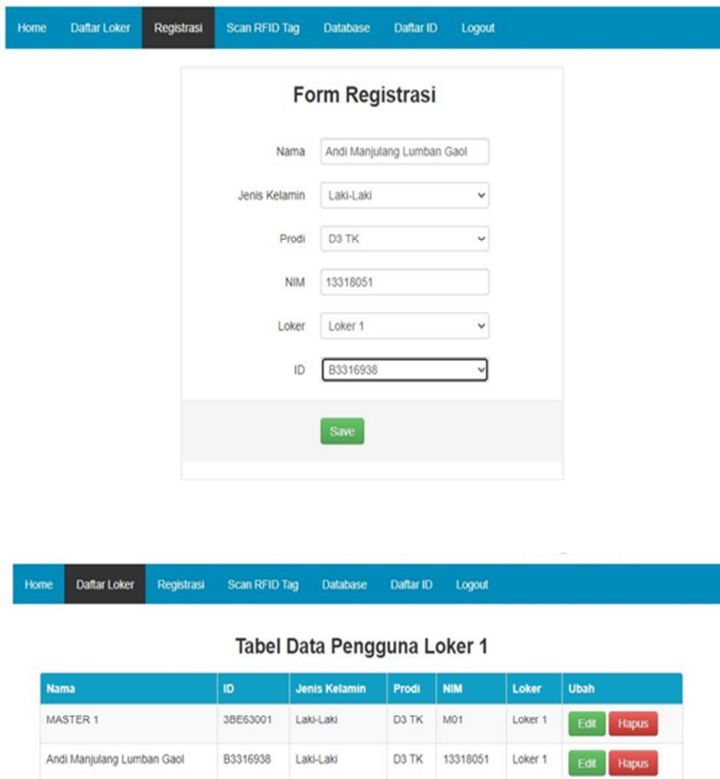 Home Daftar Loker Registrasi Scan RFID Tag Database Daftar ID Logout
Form Registrasi
Nama Andi Manjulang Lumban Gaol
Jenis Kelamin Laki-Laki
Prodi D3 TK
NIM 13318051
Loker Loker 1
ID B3316938
Save
Home Daftar Loker Registrasi Scan RFID Tag Database Daftar ID Logout
Tabel Data Pengguna Loker 1
Nama ID Jenis Kelamin Prodi NIM Loker Ubah
MASTER 1 3BE63001 Laki-Laki D3 TK M01 Loker 1 Edit Hapus
Andi Manjulang Lumban Gaol B3316938 Laki-Laki D3 TK 13318051 Loker 1 Edit Hapus